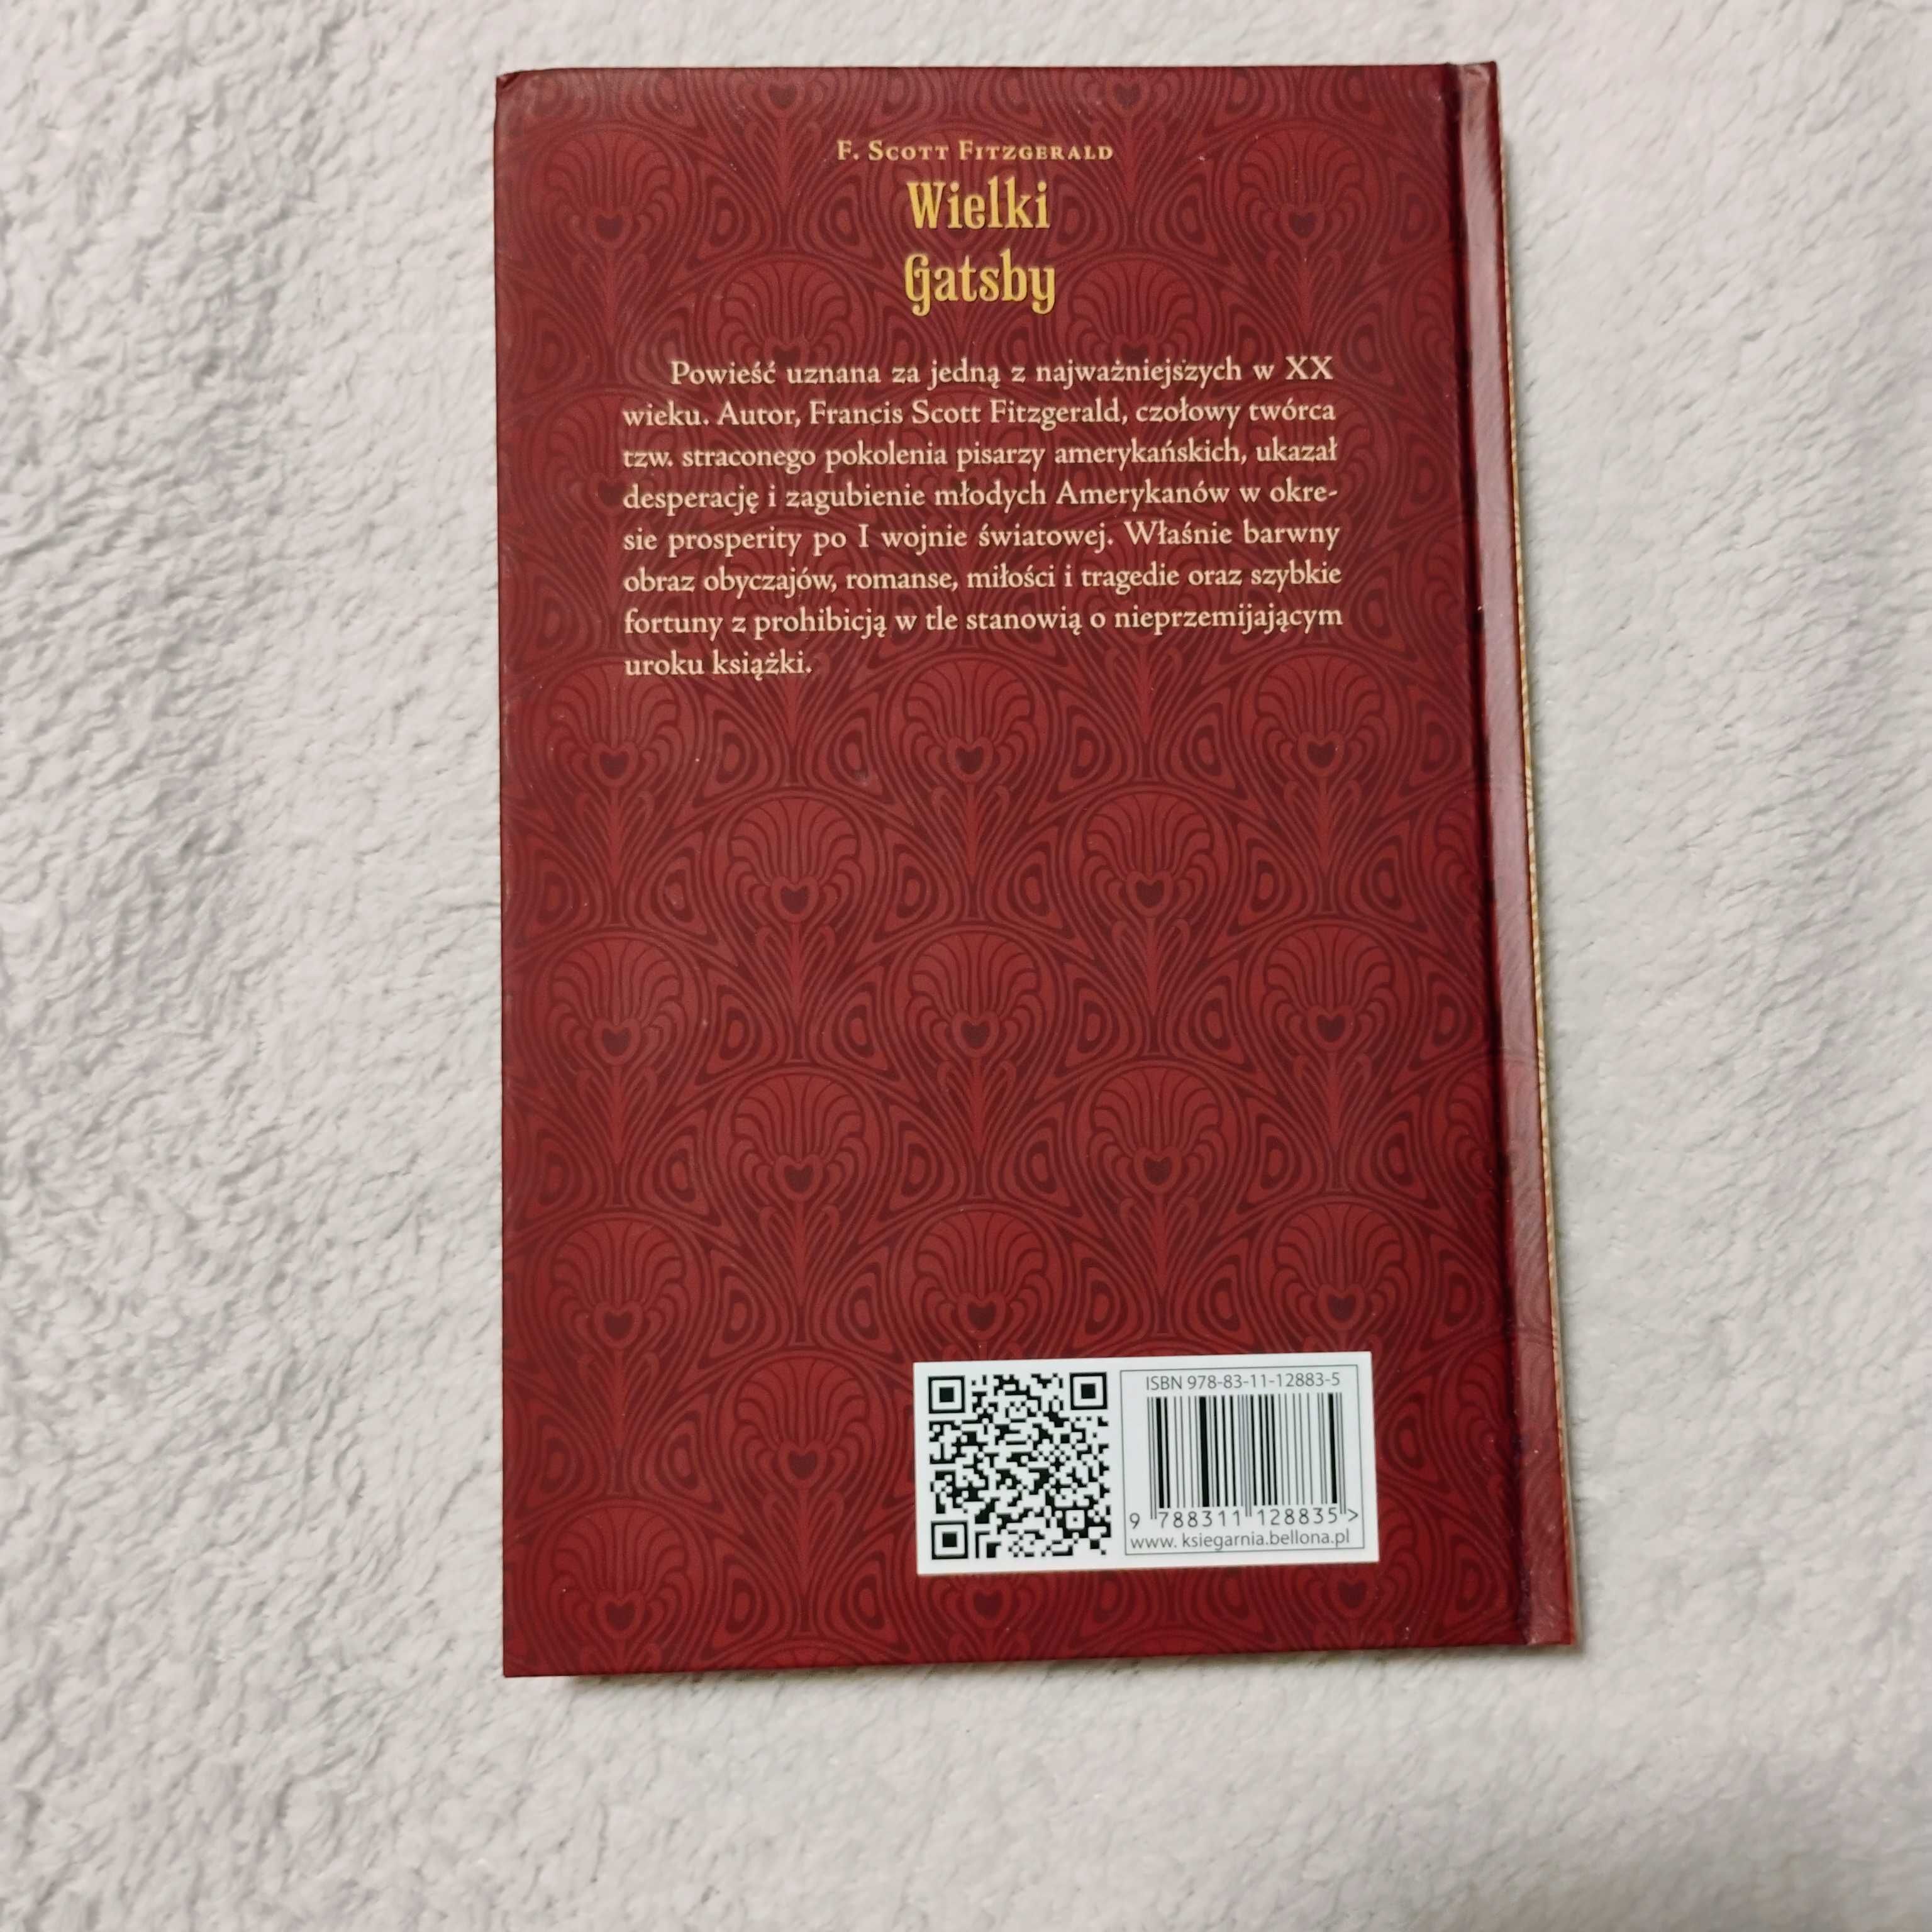 F. Scott Fitzgerald
Wielki
Gatsby
Powieść uznana za jedną z najważniejszych w XX
wieku. Autor, Francis Scott Fitzgerald, czołowy twórca
tzw. straconego pokolenia pisarzy amerykańskich, ukazał
desperację i zagubienie młodych Amerykanów w okre-
sie prosperity po I wojnie światowej. Właśnie barwny
obraz obyczajów, romanse, miłości i tragedie oraz szybkie
fortuny z prohibicją w tle stanowią o nieprzemijającym
uroku książki.
ISBN 978-83-11-12883-5
9 788311 128835 >
www. ksiegarnia.bellona.pl